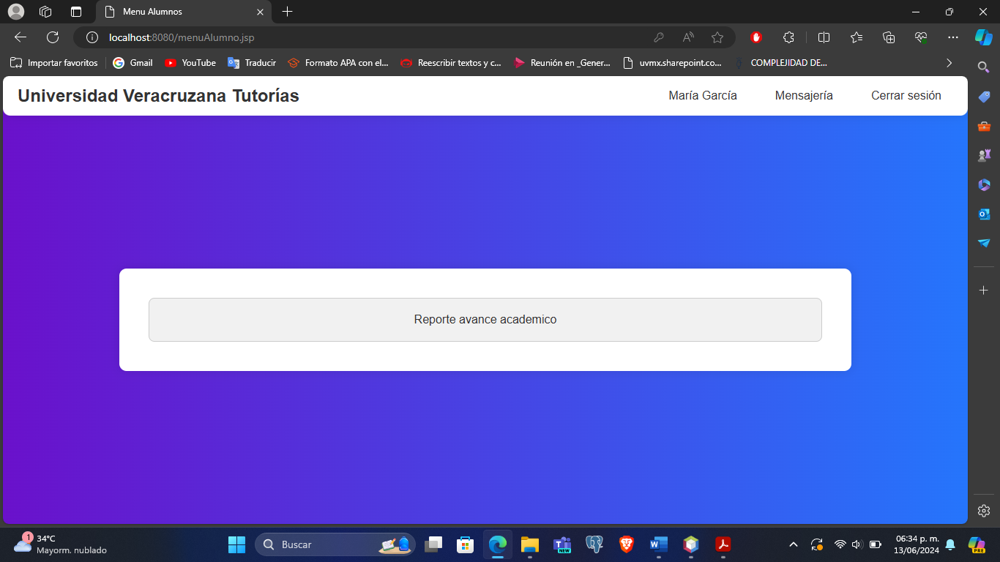 Menu Alumnos
localhost:8080/menuAlumno.jsp
Importar favoritos
Gmail
YouTube
Traducir
Formato APA con el...
Reescribir textos y c...
Reunión en _Gener...
uvmx.sharepoint.co...
COMPLEJIDAD DE...
Universidad Veracruzana Tutorías
María García
Mensajería
Cerrar sesión
Reporte avance academico
1
34°C
Mayorm. nublado
Buscar
NEW
06:34 p. m.
13/06/2024
PRE